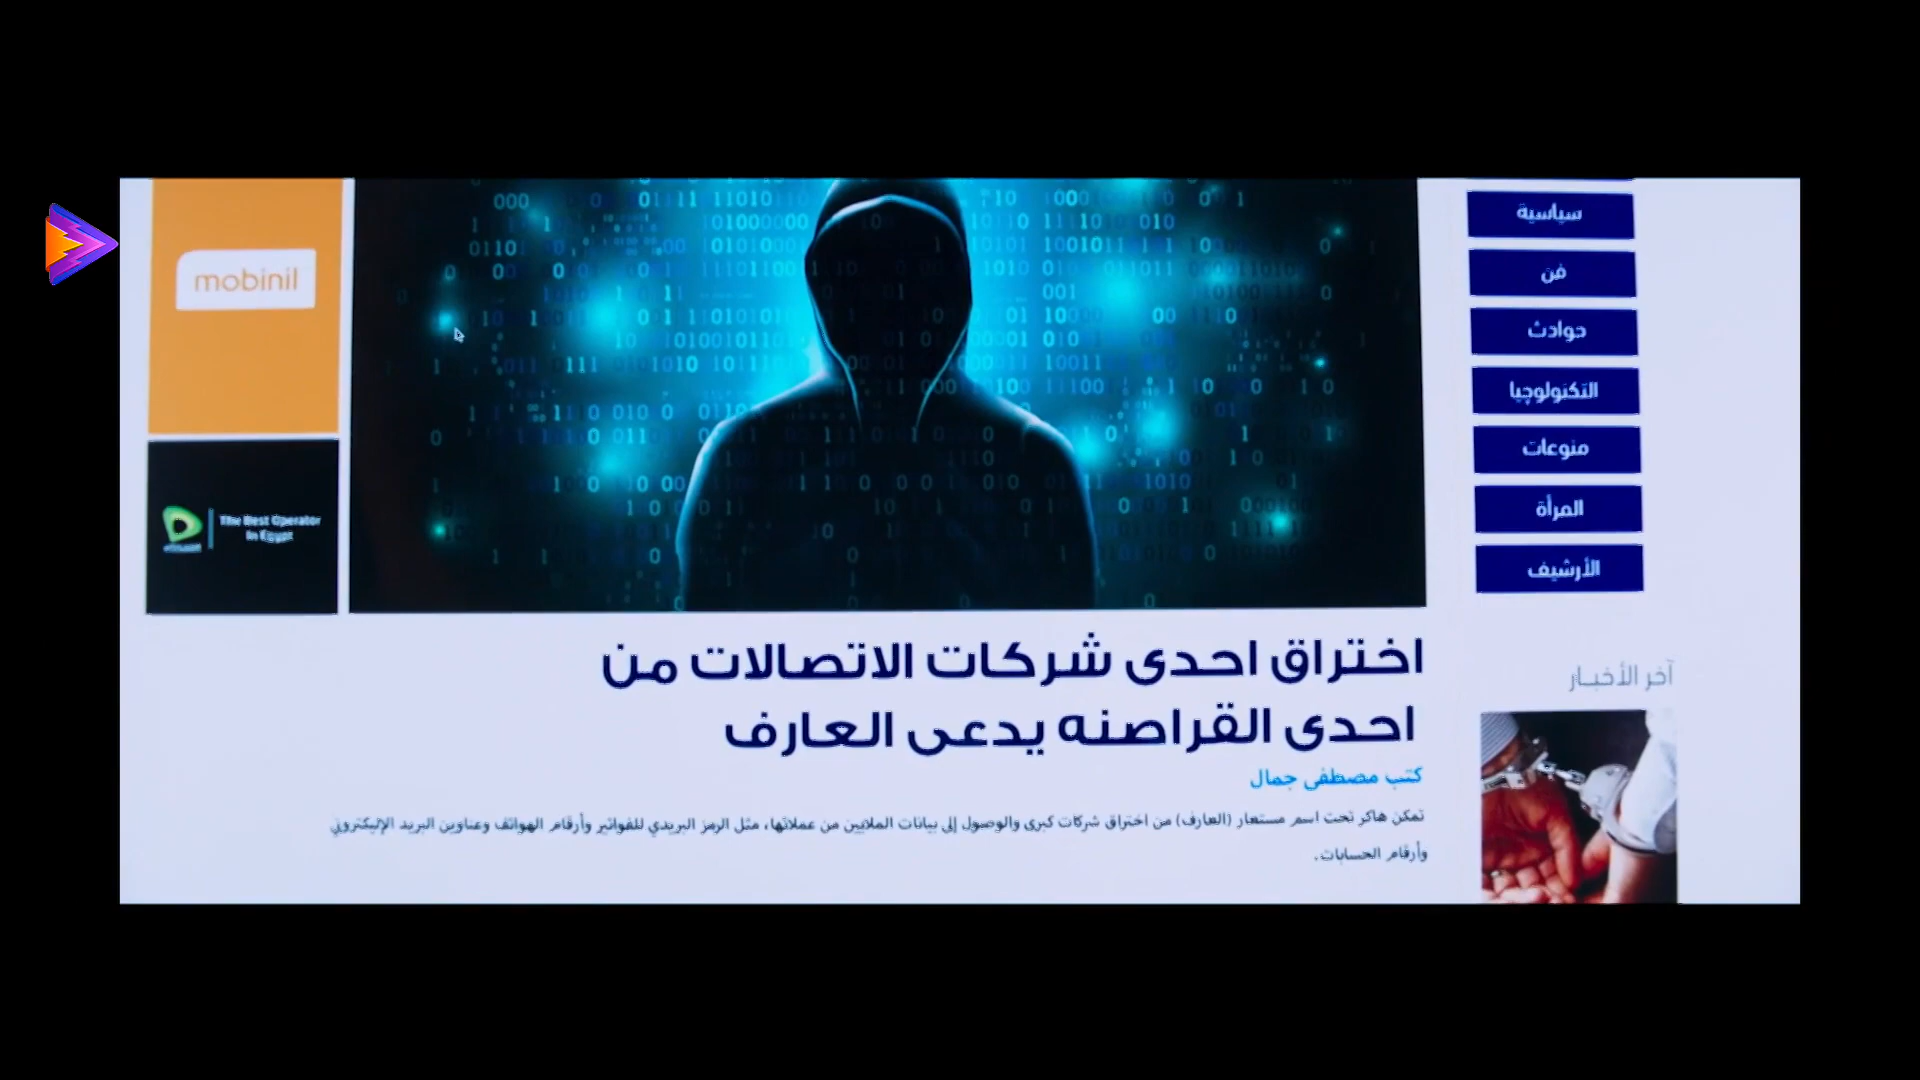 سياسية
فن
حوادث
التكنولوجيا
منوعات
المرأة
الأرشيف
mobinil
The Best Operator
in Egypt
اختراق احدى شركات الاتصالات من
احدى القراصنه يدعى العارف
كتب مصطفى جمال
تمكن هاكر تحت اسم مستعار (العارف) من اختراق شركات كبرى والوصول إلى بيانات الملايين من عملائها، مثل الرمز البريدي للفواتير وأرقام الهواتف وعناوين البريد الإليكتروني
وأرقام الحسابات.
آخر الأخبـار